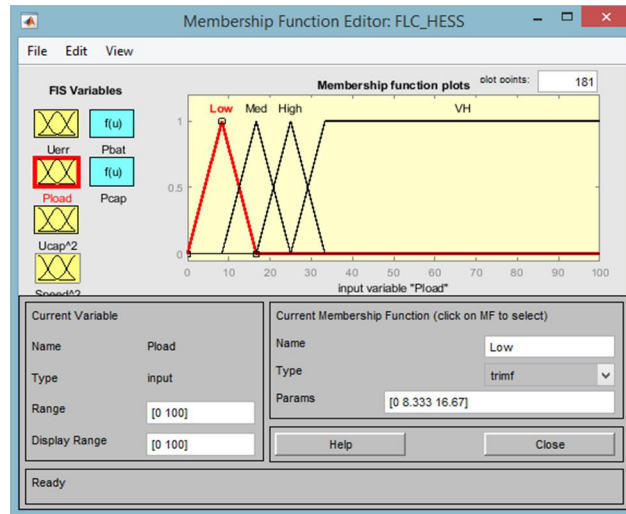 Membership Function Editor: FLC_HESS
File Edit View
FIS Variables
Membership function plots
plot points:
181
f(u)
Uerr
Pbat
f(u)
Pload
Pcap
Ucap^2
Speed^2
Low Med High VH
1
0.5
0
0 10 20 30 40 50 60 70 80 90 100
input variable "Pload"
Current Variable
Name Pload
Type input
Range [0 100]
Display Range [0 100]
Current Membership Function (click on MF to select)
Name Low
Type trimf
Params [0 8.333 16.67]
Help Close
Ready